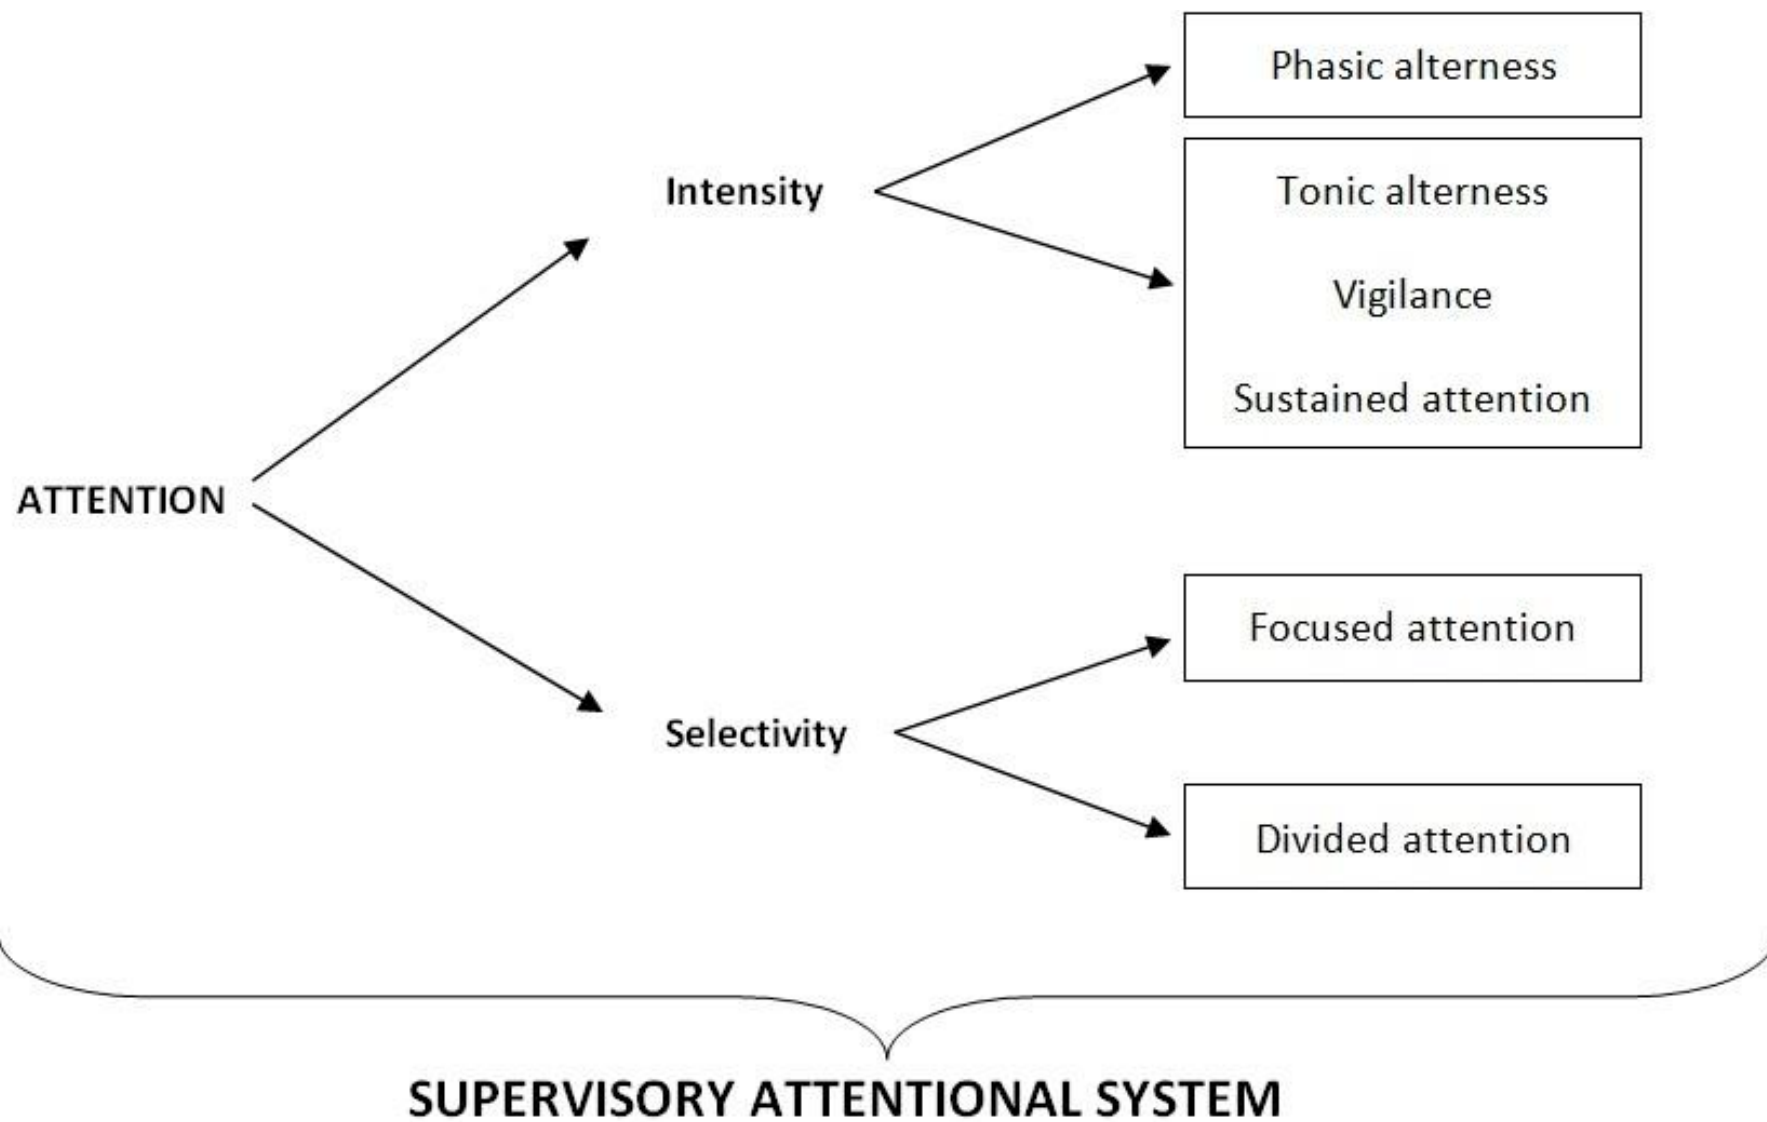 Phasic alterness
Intensity
Tonic alterness
Vigilance
Sustained attention
ATTENTION
Focused attention
Selectivity
Divided attention
SUPERVISORY ATTENTIONAL SYSTEM